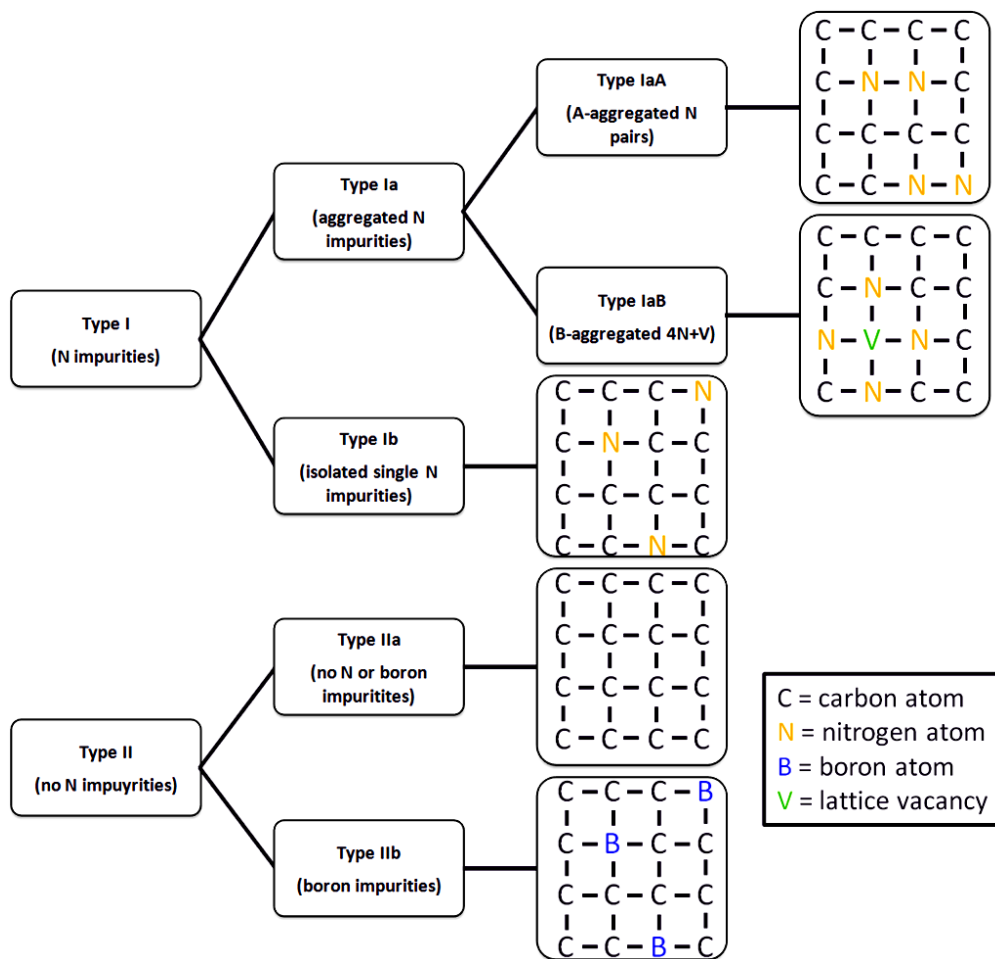 Type I
(N impurities)
Type Ia
(aggregated N
impurities)
Type IaA
(A-aggregated N
pairs)
C – C – C – C
C – N – N – C
C – C – C – C
C – C – N – N
Type IaB
(B-aggregated 4N+V)
C – C – C – C
C – N – C – C
N – V – N – C
C – N – C – C
Type Ib
(isolated single N
impurities)
C – C – C – N
C – N – C – C
C – C – C – C
C – C – N – C
Type II
(no N impuyrities)
Type IIa
(no N or boron
impuritites)
C – C – C – C
C – C – C – C
C – C – C – C
C – C – C – C
Type IIb
(boron impurities)
C – C – C – B
C – B – C – C
C – C – C – C
C – C – B – C
C = carbon atom
N = nitrogen atom
B = boron atom
V = lattice vacancy